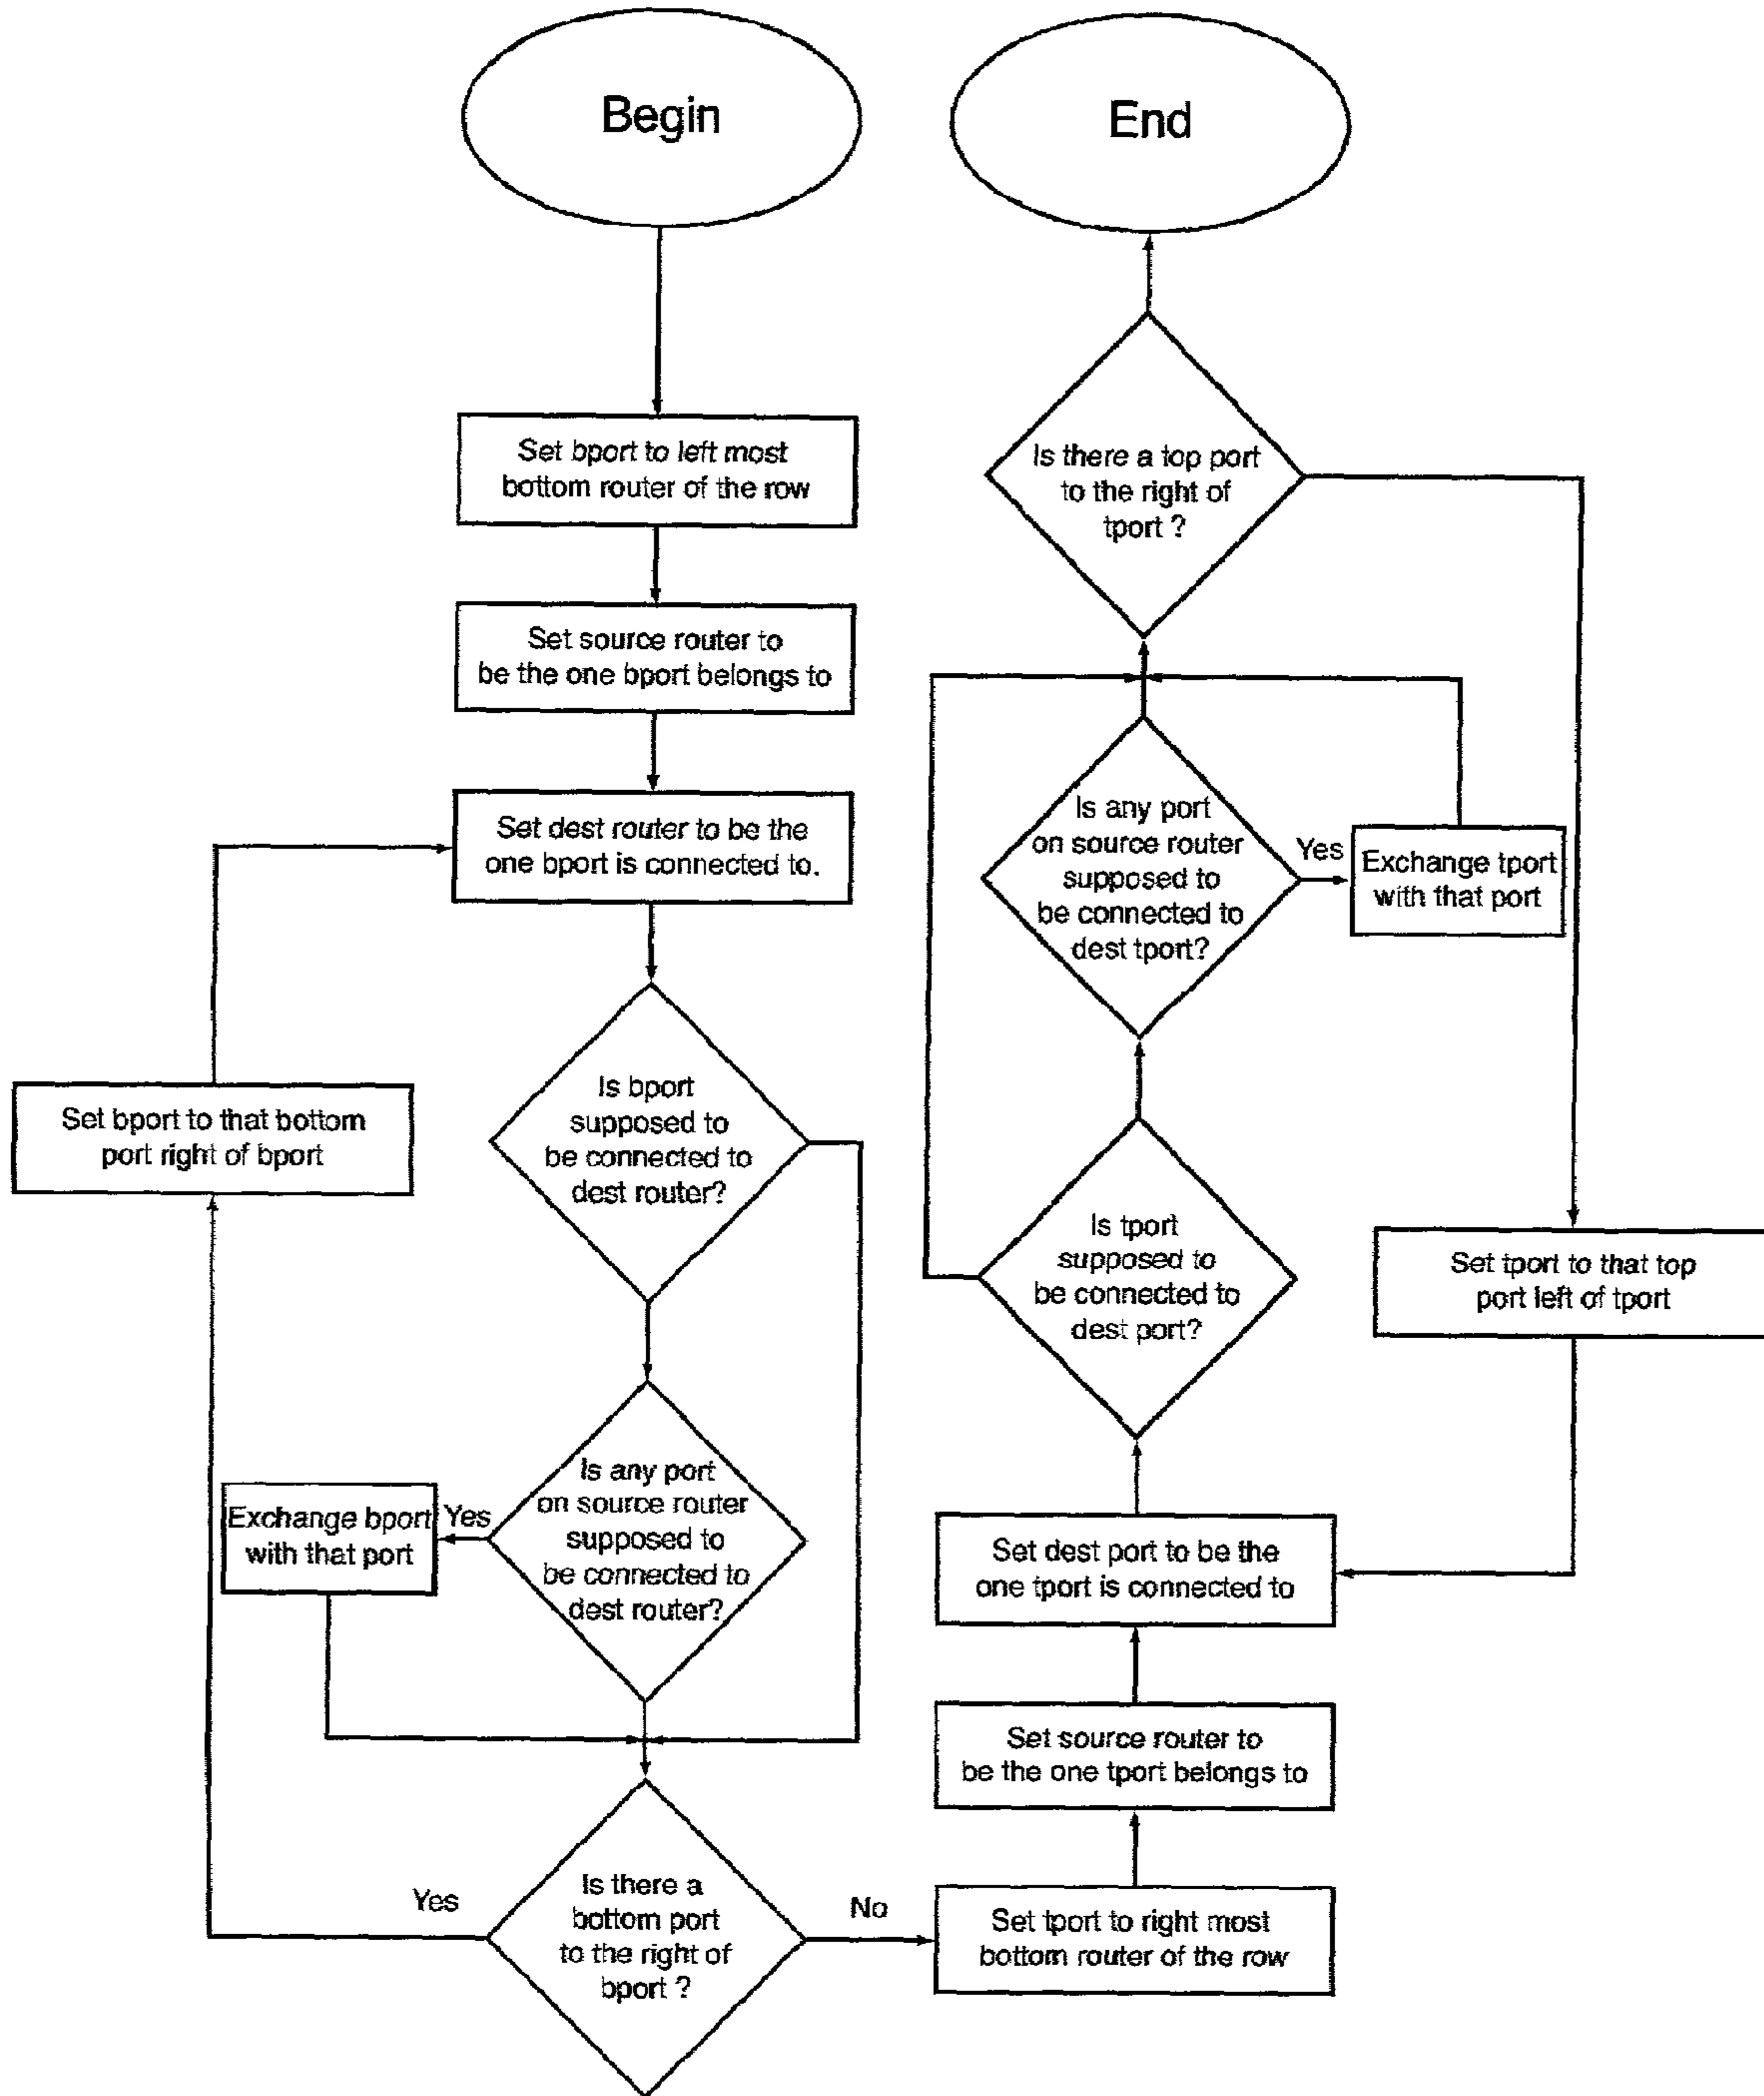 Begin
Set bport to left most
bottom router of the row
Set source router to
be the one bport belongs to
Set dest router to be the
one bport is connected to.
Is bport
supposed to
be connected to
dest router?
Set bport to that bottom
port right of bport
Is any port
on source router
supposed to
be connected to
dest router?
Yes
Exchange bport
with that port
Is there a
bottom port
to the right of
bport ?
Yes
No
Set tport to right most
bottom router of the row
Set source router to
be the one tport belongs to
Set dest port to be the
one tport is connected to
Is tport
supposed to
be connected to
dest port?
Is any port
on source router
supposed to
be connected to
dest tport?
Yes
Exchange tport
with that port
Is there a top port
to the right of
tport ?
Set tport to that top
port left of tport
End